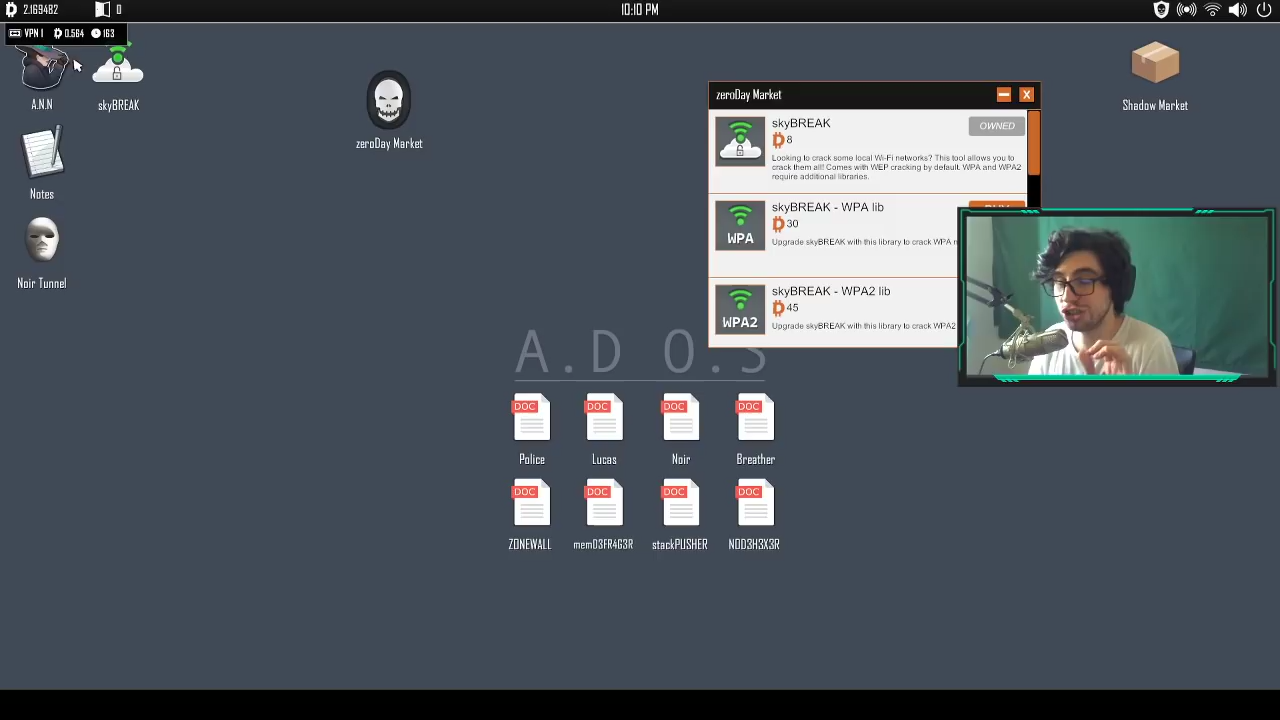 2.169482
0
10:10 PM
VPN 1 0.564 163
A.N.N
skyBREAK
Notes
Noir Tunnel
zeroDay Market
Shadow Market
zeroDay Market
X
skyBREAK
8
OWNED
Looking to crack some local Wi-Fi networks? This tool allows you to
crack them all! Comes with WEP cracking by default. WPA and WPA2
require additional libraries.
WPA
skyBREAK - WPA lib
30
Upgrade skyBREAK with this library to crack WPA
WPA2
skyBREAK - WPA2 lib
45
Upgrade skyBREAK with this library to crack WPA2
A.D O.S
DOC DOC DOC DOC
Police Lucas Noir Breather
DOC DOC DOC DOC
ZONEWALL memD3FR4G3R stackPUSHER NOD3H3X3R